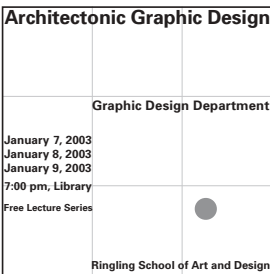 Architectonic Graphic Design
Graphic Design Department
January 7, 2003
January 8, 2003
January 9, 2003
7:00 pm, Library
Free Lecture Series
Ringling School of Art and Design